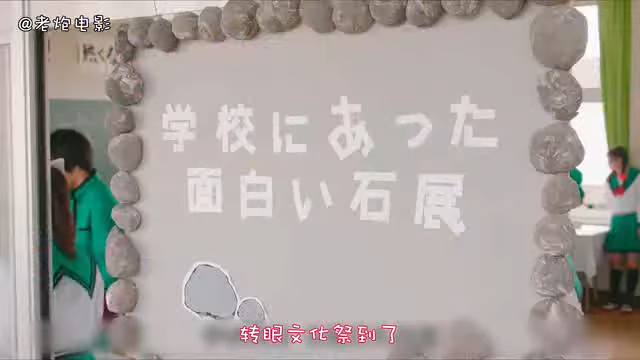 @老炮电影
学校にあった
面白い石展
转眼文化祭到了